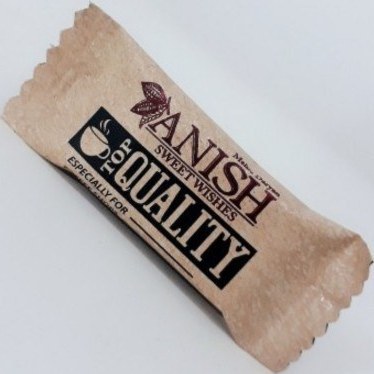 ANISH
SWEET WISHES
TOP
QUALITY
ESPECIALLY FOR